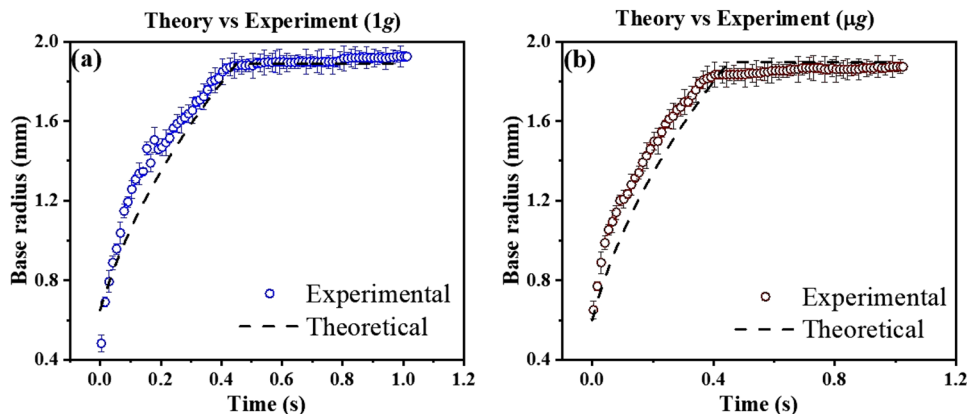 Theory vs Experiment (1g)
(a)
2.0
1.6
1.2
0.8
0.4
Base radius (mm)
Experimental
Theoretical
0.0 0.2 0.4 0.6 0.8 1.0 1.2
Time (s)
Theory vs Experiment (μg)
(b)
2.0
1.6
1.2
0.8
0.4
Base radius (mm)
Experimental
Theoretical
0.0 0.4 0.8 1.2
Time (s)